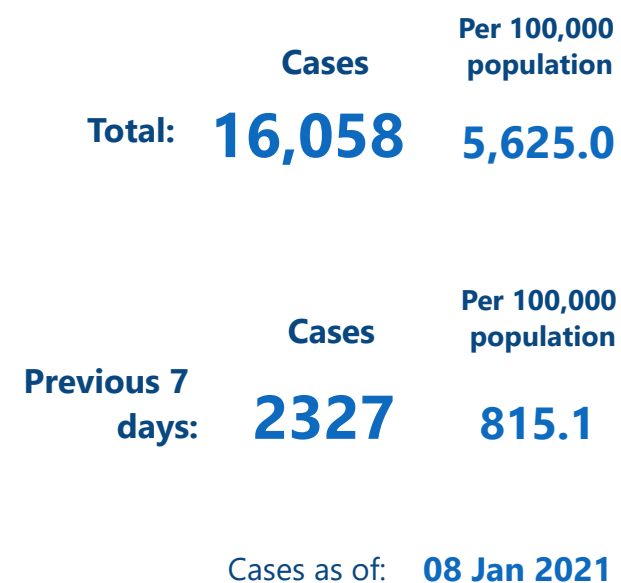 Cases Per 100,000
population
Total: 16,058 5,625.0
Cases Per 100,000
population
Previous 7
days: 2327 815.1
Cases as of: 08 Jan 2021